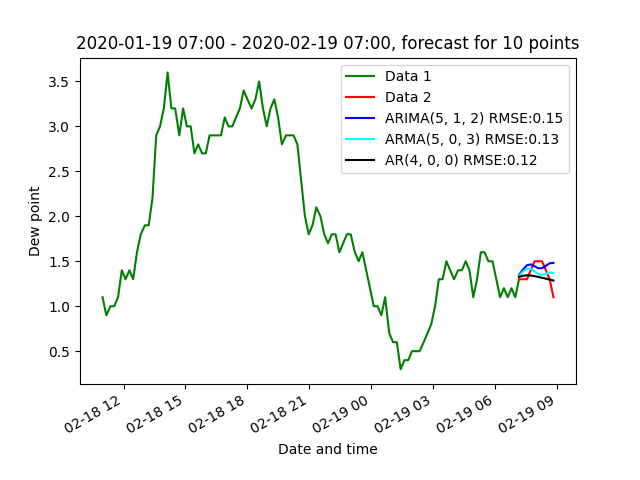 2020-01-19 07:00 - 2020-02-19 07:00, forecast for 10 points
Data 1
Data 2
ARIMA(5, 1, 2) RMSE:0.15
ARMA(5, 0, 3) RMSE:0.13
AR(4, 0, 0) RMSE:0.12
3.5
3.0
2.5
2.0
1.5
1.0
0.5
Dew point
02-18 12
02-18 15
02-18 18
02-18 21
02-19 00
02-19 03
02-19 06
02-19 09
Date and time